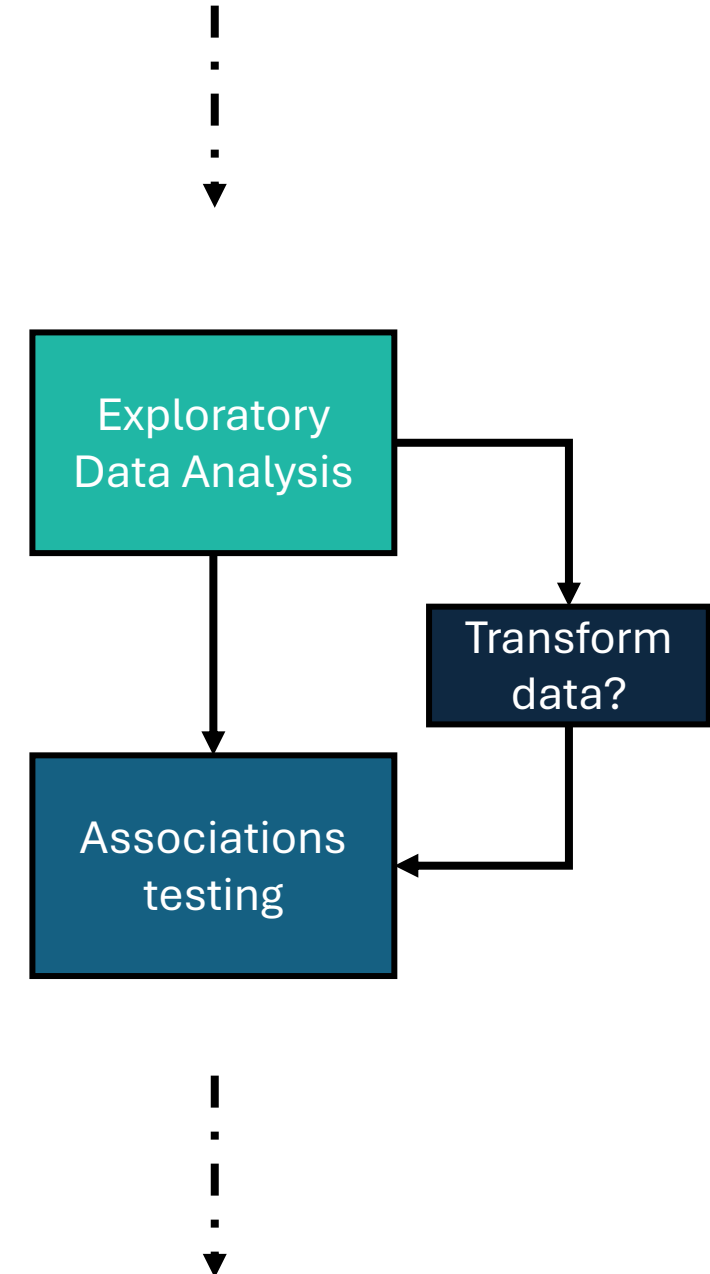 Exploratory
Data Analysis
Transform
data?
Associations
testing